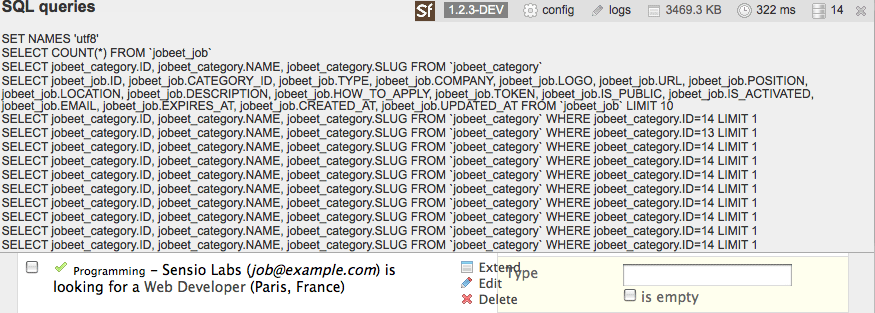 SQL queries
Sf 1.2.3-DEV config logs 3469.3 KB 322 ms 14
SET NAMES 'utf8'
SELECT COUNT(*) FROM `jobeet_job`
SELECT jobeet_category.ID, jobeet_category.NAME, jobeet_category.SLUG FROM `jobeet_category`
SELECT jobeet_job.ID, jobeet_job.CATEGORY_ID, jobeet_job.TYPE, jobeet_job.COMPANY, jobeet_job.LOGO, jobeet_job.URL, jobeet_job.POSITION,
jobeet_job.LOCATION, jobeet_job.DESCRIPTION, jobeet_job.HOW_TO_APPLY, jobeet_job.TOKEN, jobeet_job.IS_PUBLIC, jobeet_job.IS_ACTIVATED,
jobeet_job.EMAIL, jobeet_job.EXPIRES_AT, jobeet_job.CREATED_AT, jobeet_job.UPDATED_AT FROM `jobeet_job` LIMIT 10
SELECT jobeet_category.ID, jobeet_category.NAME, jobeet_category.SLUG FROM `jobeet_category` WHERE jobeet_category.ID=14 LIMIT 1
SELECT jobeet_category.ID, jobeet_category.NAME, jobeet_category.SLUG FROM `jobeet_category` WHERE jobeet_category.ID=13 LIMIT 1
SELECT jobeet_category.ID, jobeet_category.NAME, jobeet_category.SLUG FROM `jobeet_category` WHERE jobeet_category.ID=14 LIMIT 1
SELECT jobeet_category.ID, jobeet_category.NAME, jobeet_category.SLUG FROM `jobeet_category` WHERE jobeet_category.ID=14 LIMIT 1
SELECT jobeet_category.ID, jobeet_category.NAME, jobeet_category.SLUG FROM `jobeet_category` WHERE jobeet_category.ID=14 LIMIT 1
SELECT jobeet_category.ID, jobeet_category.NAME, jobeet_category.SLUG FROM `jobeet_category` WHERE jobeet_category.ID=14 LIMIT 1
SELECT jobeet_category.ID, jobeet_category.NAME, jobeet_category.SLUG FROM `jobeet_category` WHERE jobeet_category.ID=14 LIMIT 1
SELECT jobeet_category.ID, jobeet_category.NAME, jobeet_category.SLUG FROM `jobeet_category` WHERE jobeet_category.ID=14 LIMIT 1
SELECT jobeet_category.ID, jobeet_category.NAME, jobeet_category.SLUG FROM `jobeet_category` WHERE jobeet_category.ID=14 LIMIT 1
SELECT jobeet_category.ID, jobeet_category.NAME, jobeet_category.SLUG FROM `jobeet_category` WHERE jobeet_category.ID=14 LIMIT 1
Programming – Sensio Labs (job@example.com) is
looking for a Web Developer (Paris, France)
Extend
Edit
Delete
Type
is empty